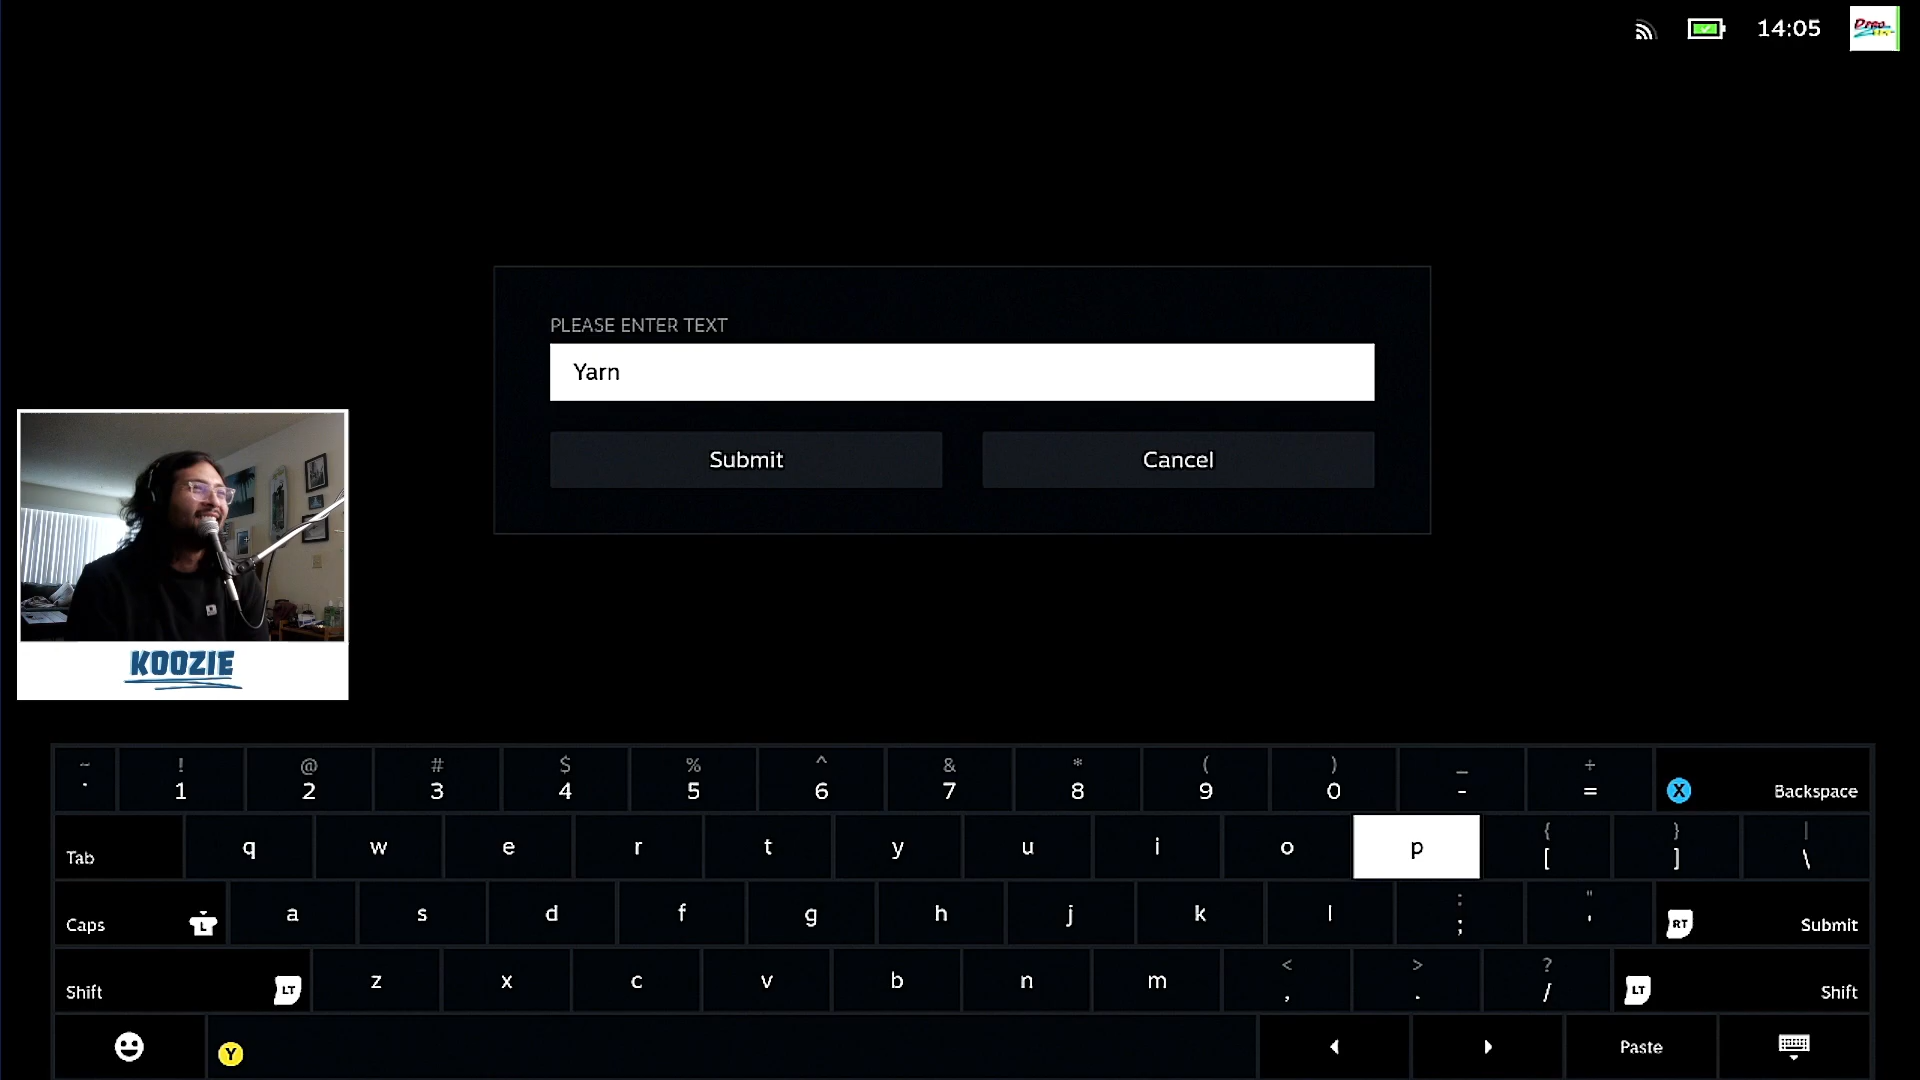 14:05
PLEASE ENTER TEXT
Yarn
Submit Cancel
KOOZIE
~ ! @ # $ % ^ & * ( ) _ +
` 1 2 3 4 5 6 7 8 9 0 - = X Backspace
Tab q w e r t y u i o p { [ } ] | \
Caps L a s d f g h j k l : ; " ' RT Submit
Shift LT z x c v b n m < , > . ? / LT Shift
Y Paste